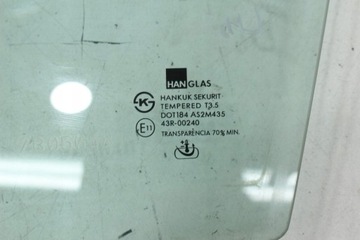 HANGLAS
HANKUK SEKURIT
TEMPERED T3.5
DOT184 AS2M435
E11 43R-00240
TRANSPARÊNCIA 70% MIN.